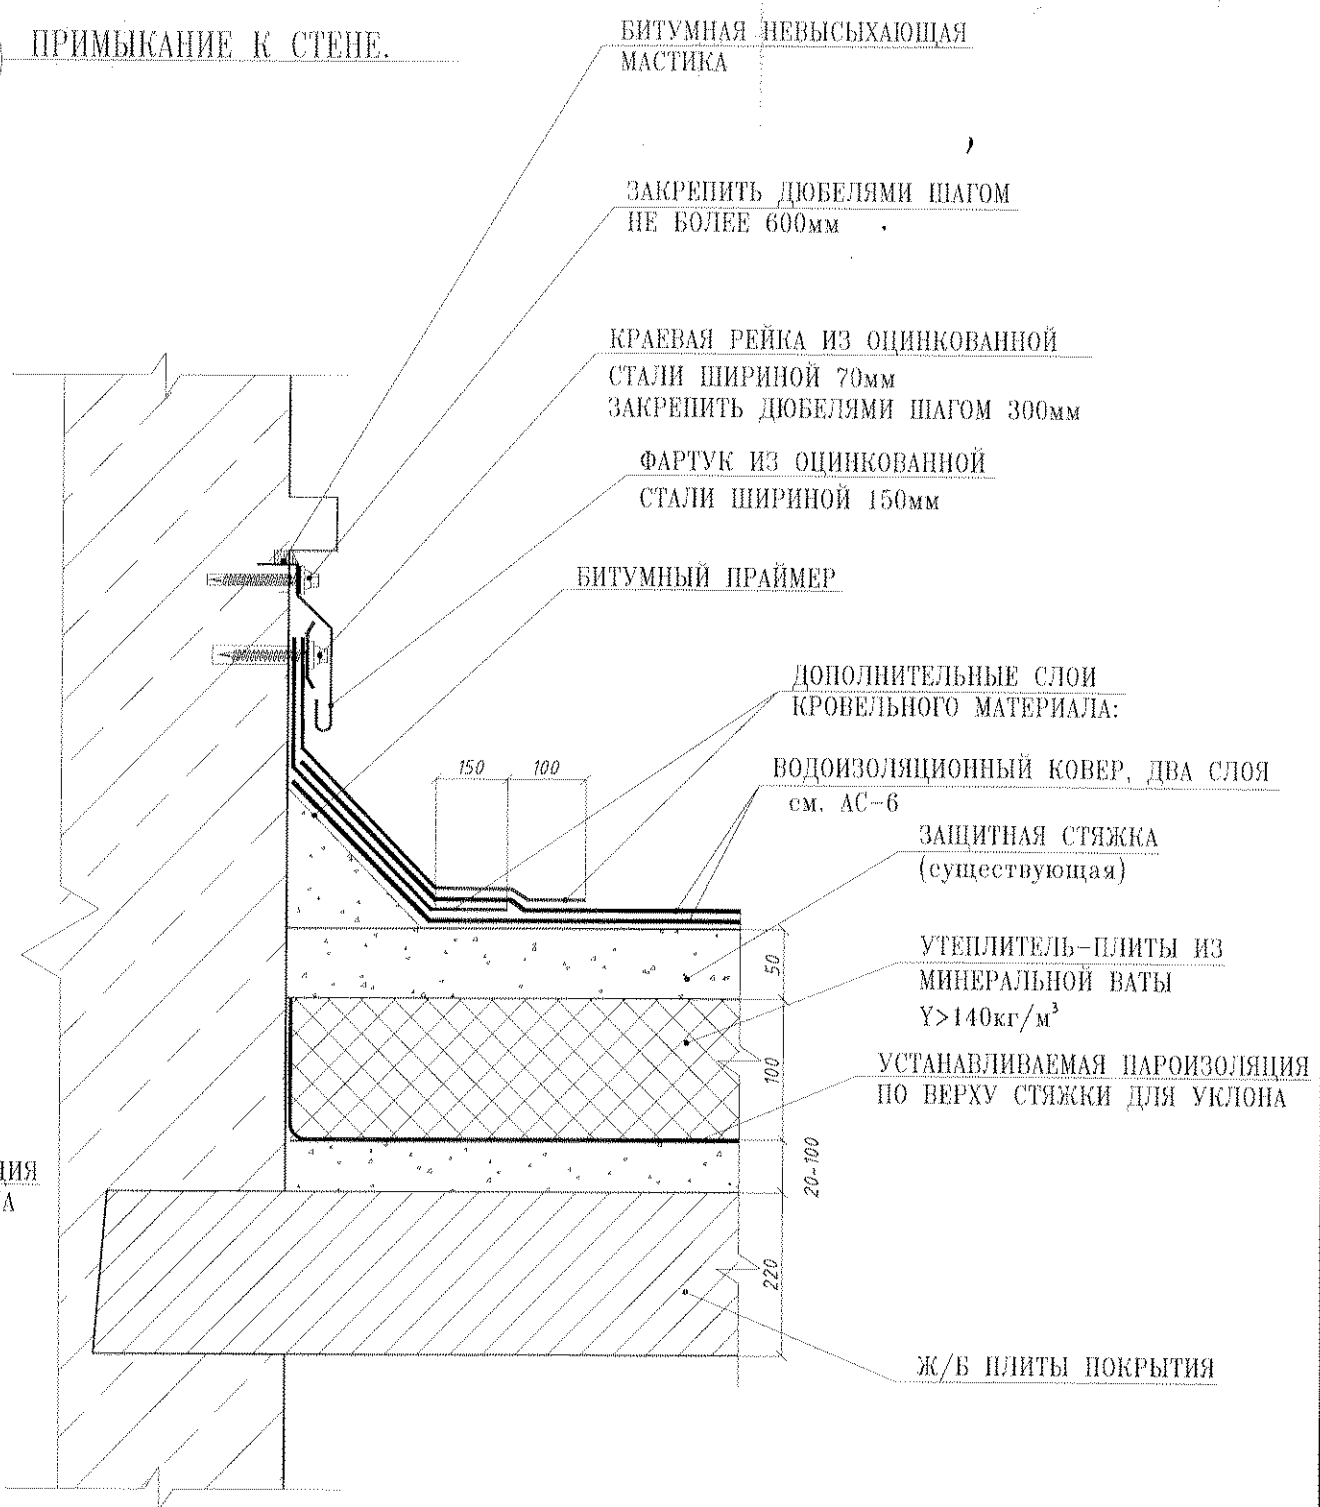 ПРИМЫКАНИЕ К СТЕНЕ.
БИТУМНАЯ НЕВЫСЫХАЮЩАЯ
МАСТИКА
ЗАКРЕПИТЬ ДЮБЕЛЯМИ ШАГОМ
НЕ БОЛЕЕ 600мм
КРАЕВАЯ РЕЙКА ИЗ ОЦИНКОВАННОЙ
СТАЛИ ШИРИНОЙ 70мм
ЗАКРЕПИТЬ ДЮБЕЛЯМИ ШАГОМ 300мм
ФАРТУК ИЗ ОЦИНКОВАННОЙ
СТАЛИ ШИРИНОЙ 150мм
БИТУМНЫЙ ПРАЙМЕР
ДОПОЛНИТЕЛЬНЫЕ СЛОИ
КРОВЕЛЬНОГО МАТЕРИАЛА:
150 100
ВОДОИЗОЛЯЦИОННЫЙ КОВЕР, ДВА СЛОЯ
см. АС-6
ЗАЩИТНАЯ СТЯЖКА
(существующая)
50
УТЕПЛИТЕЛЬ-ПЛИТЫ ИЗ
МИНЕРАЛЬНОЙ ВАТЫ
Y>140кг/м³
100
УСТАНАВЛИВАЕМАЯ ПАРОИЗОЛЯЦИЯ
ПО ВЕРХУ СТЯЖКИ ДЛЯ УКЛОНА
20-100
220
Ж/Б ПЛИТЫ ПОКРЫТИЯ